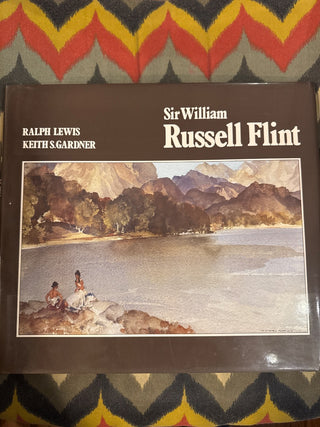 Sir William
Russell Flint
RALPH LEWIS
KEITH S. GARDNER